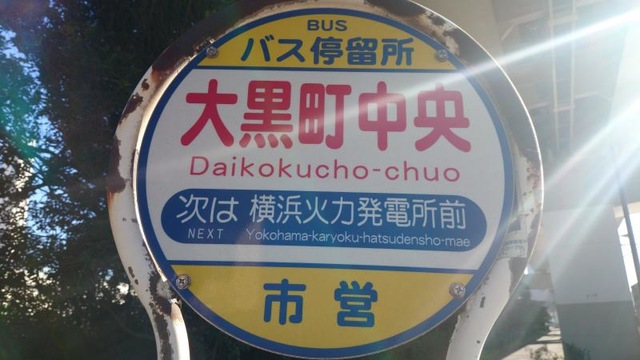 BUS
バス停留所
大黒町中央
Daikokucho-chuo
次は 横浜火力発電所前
NEXT Yokohama-karyoku-hatsudensho-mae
市営